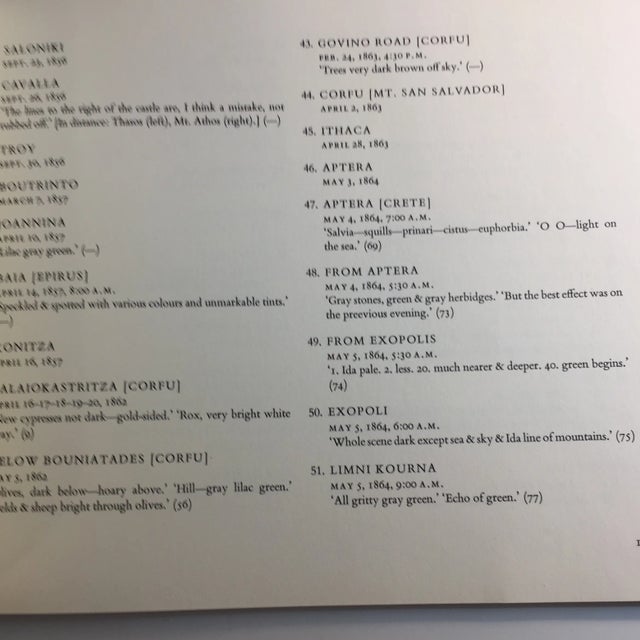 SALONIKI
SEPT. 23, 1856
CAVALLA
SEPT. 26, 1856
'The lines to the right of the castle are, I think a mistake, not
rubbed off.' [In distance: Thasos (left), Mt. Athos (right).] (—)
TROY
SEPT. 30, 1856
BOUTRINTO
MARCH 7, 1857
JOANNINA
APRIL 10, 1857
'Lilac gray green.' (—)
BAIA [EPIRUS]
APRIL 14, 1857, 8:00 A.M.
Speckled & spotted with various colours and unmarkable tints.'
—)
KONITZA
APRIL 16, 1857
ALAIOKASTRITZA [CORFU]
APRIL 16-17-18-19-20, 1862
New cypresses not dark—gold-sided.' 'Rox, very bright white
ay.' (9)
ELOW BOUNIATADES [CORFU]
AY 5, 1862
lives, dark below—hoary above.' 'Hill—gray lilac green.'
elds & sheep bright through olives.' (56)
43. GOVINO ROAD [CORFU]
FEB. 24, 1863, 4:30 P.M.
'Trees very dark brown off sky.' (—)
44. CORFU [MT. SAN SALVADOR]
APRIL 2, 1863
45. ITHACA
APRIL 28, 1863
46. APTERA
MAY 3, 1864
47. APTERA [CRETE]
MAY 4, 1864, 7:00 A.M.
'Salvia—squills—prinari—cistus—euphorbia.' 'O O—light on
the sea.' (69)
48. FROM APTERA
MAY 4, 1864, 5:30 A.M.
'Gray stones, green & gray herbidges.' 'But the best effect was on
the preevious evening.' (73)
49. FROM EXOPOLIS
MAY 5, 1864, 5:30 A.M.
'1. Ida pale. 2. less. 20. much nearer & deeper. 40. green begins.'
(74)
50. EXOPOLI
MAY 5, 1864, 6:00 A.M.
'Whole scene dark except sea & sky & Ida line of mountains.' (75)
51. LIMNI KOURNA
MAY 5, 1864, 9:00 A.M.
'All gritty gray green.' 'Echo of green.' (77)